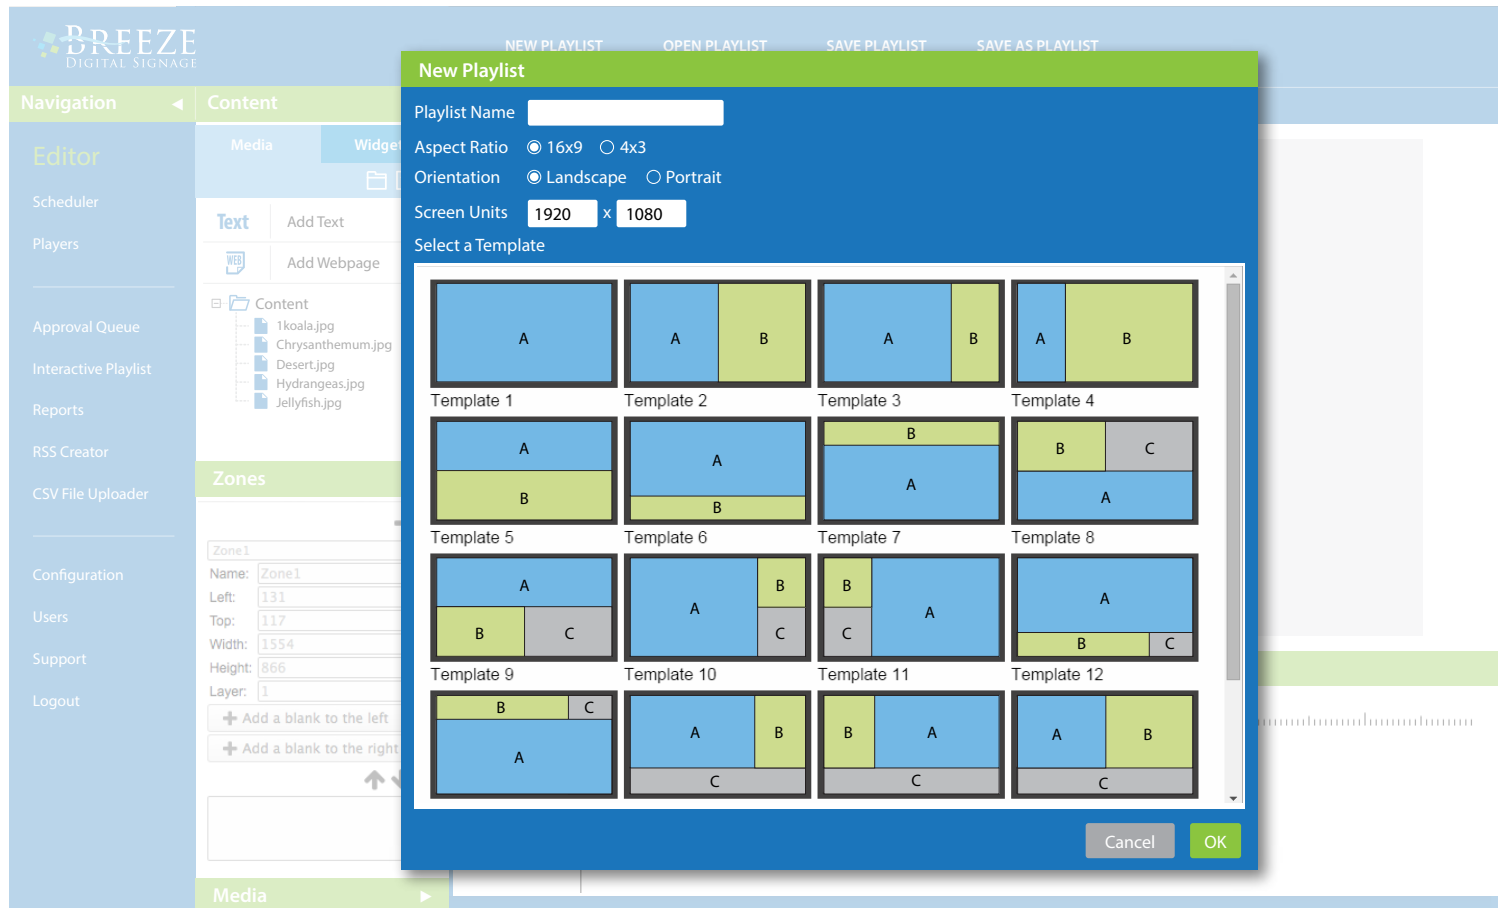 BREEZE
DIGITAL SIGNAGE
NEW PLAYLIST OPEN PLAYLIST SAVE PLAYLIST SAVE AS PLAYLIST
Navigation
Editor
Scheduler
Players
Approval Queue
Interactive Playlist
Reports
RSS Creator
CSV File Uploader
Configuration
Users
Support
Logout
Content
Media
Text Add Text
WEB Add Webpage
Content
1koala.jpg
Chrysanthemum.jpg
Desert.jpg
Hydrangeas.jpg
Jellyfish.jpg
Zones
Zone1
Name: Zone1
Left: 131
Top: 117
Width: 1554
Height: 866
Layer: 1
Add a blank to the left
Add a blank to the right
Media
New Playlist
Playlist Name
Aspect Ratio 16x9 4x3
Orientation Landscape Portrait
Screen Units 1920 x 1080
Select a Template
A A B A B A B
Template 1 Template 2 Template 3 Template 4
A B A B B A B C A
Template 5 Template 6 Template 7 Template 8
A B C A B C B C A A B C
Template 9 Template 10 Template 11 Template 12
B C A A B C B A C A B C
Cancel OK